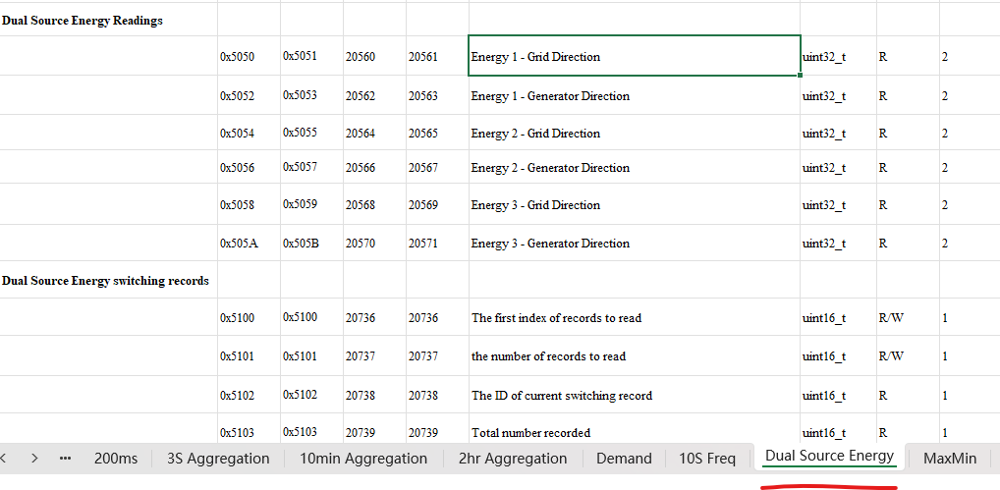 Dual Source Energy Readings
0x5050 0x5051 20560 20561 Energy 1 - Grid Direction uint32_t R 2
0x5052 0x5053 20562 20563 Energy 1 - Generator Direction uint32_t R 2
0x5054 0x5055 20564 20565 Energy 2 - Grid Direction uint32_t R 2
0x5056 0x5057 20566 20567 Energy 2 - Generator Direction uint32_t R 2
0x5058 0x5059 20568 20569 Energy 3 - Grid Direction uint32_t R 2
0x505A 0x505B 20570 20571 Energy 3 - Generator Direction uint32_t R 2
Dual Source Energy switching records
0x5100 0x5100 20736 20736 The first index of records to read uint16_t R/W 1
0x5101 0x5101 20737 20737 the number of records to read uint16_t R/W 1
0x5102 0x5102 20738 20738 The ID of current switching record uint16_t R 1
0x5103 0x5103 20739 20739 Total number recorded uint16_t R 1
< > ... 200ms 3S Aggregation 10min Aggregation 2hr Aggregation Demand 10S Freq Dual Source Energy MaxMin